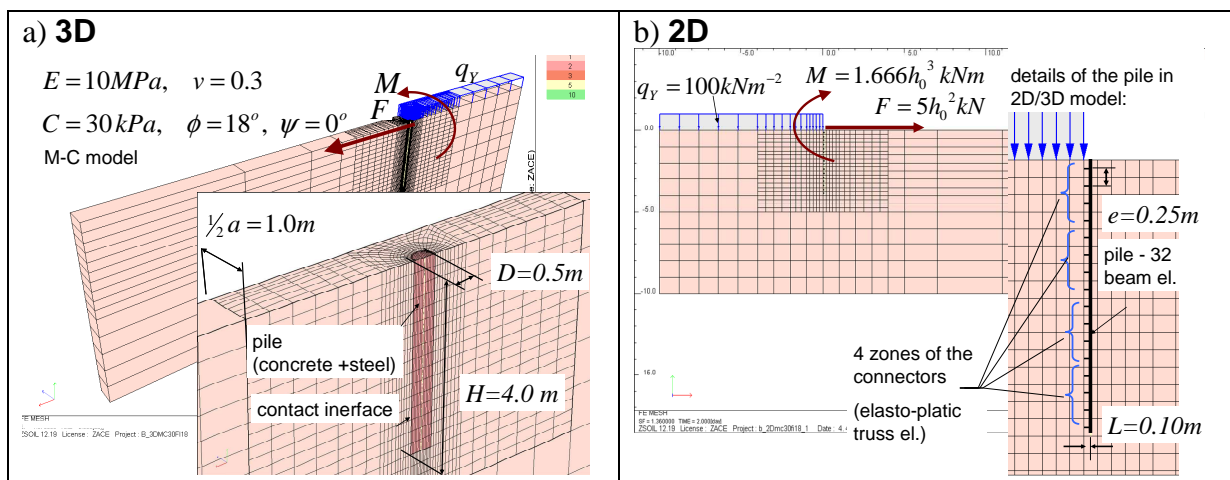 a) 3D
E = 10MPa, ν = 0.3
C = 30 kPa, ϕ = 18°, ψ = 0°
M-C model
M
F
q_Y
1
2
3
5
10
½ a = 1.0m
D=0.5m
pile
(concrete +steel)
contact inerface
H=4.0 m
FE MESH
ZSOIL 12.19 License : ZACE Project : B_3DMC30FI18
b) 2D
-10.0
-5.0
0.0
5.0
10.0
q_Y = 100kNm⁻²
M = 1.666h₀³ kNm
F = 5h₀² kN
0.0
-5.0
-10.0
16.0
FE MESH
ZSOIL 12.19 License : ZACE Project : b_2Dmc30fi18_1 Date : 4.
details of the pile in
2D/3D model:
e=0.25m
pile - 32
beam el.
4 zones of the
connectors
(elasto-platic
truss el.)
L=0.10m